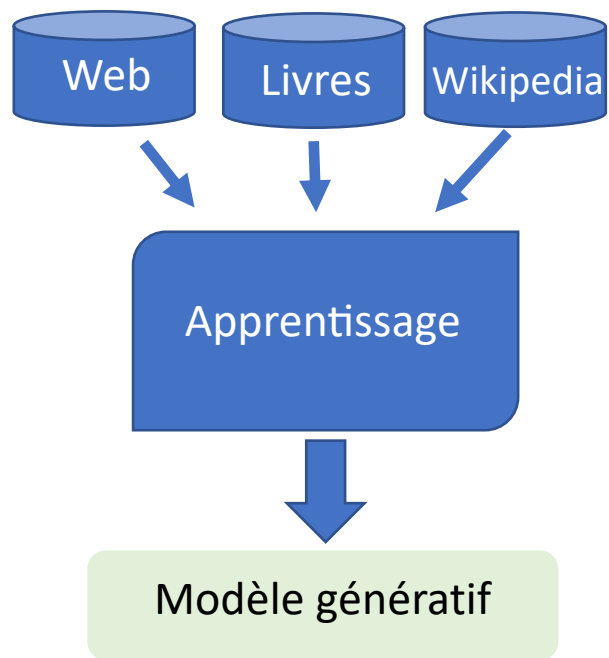 Web
Livres
Wikipedia
Apprentissage
Modèle génératif